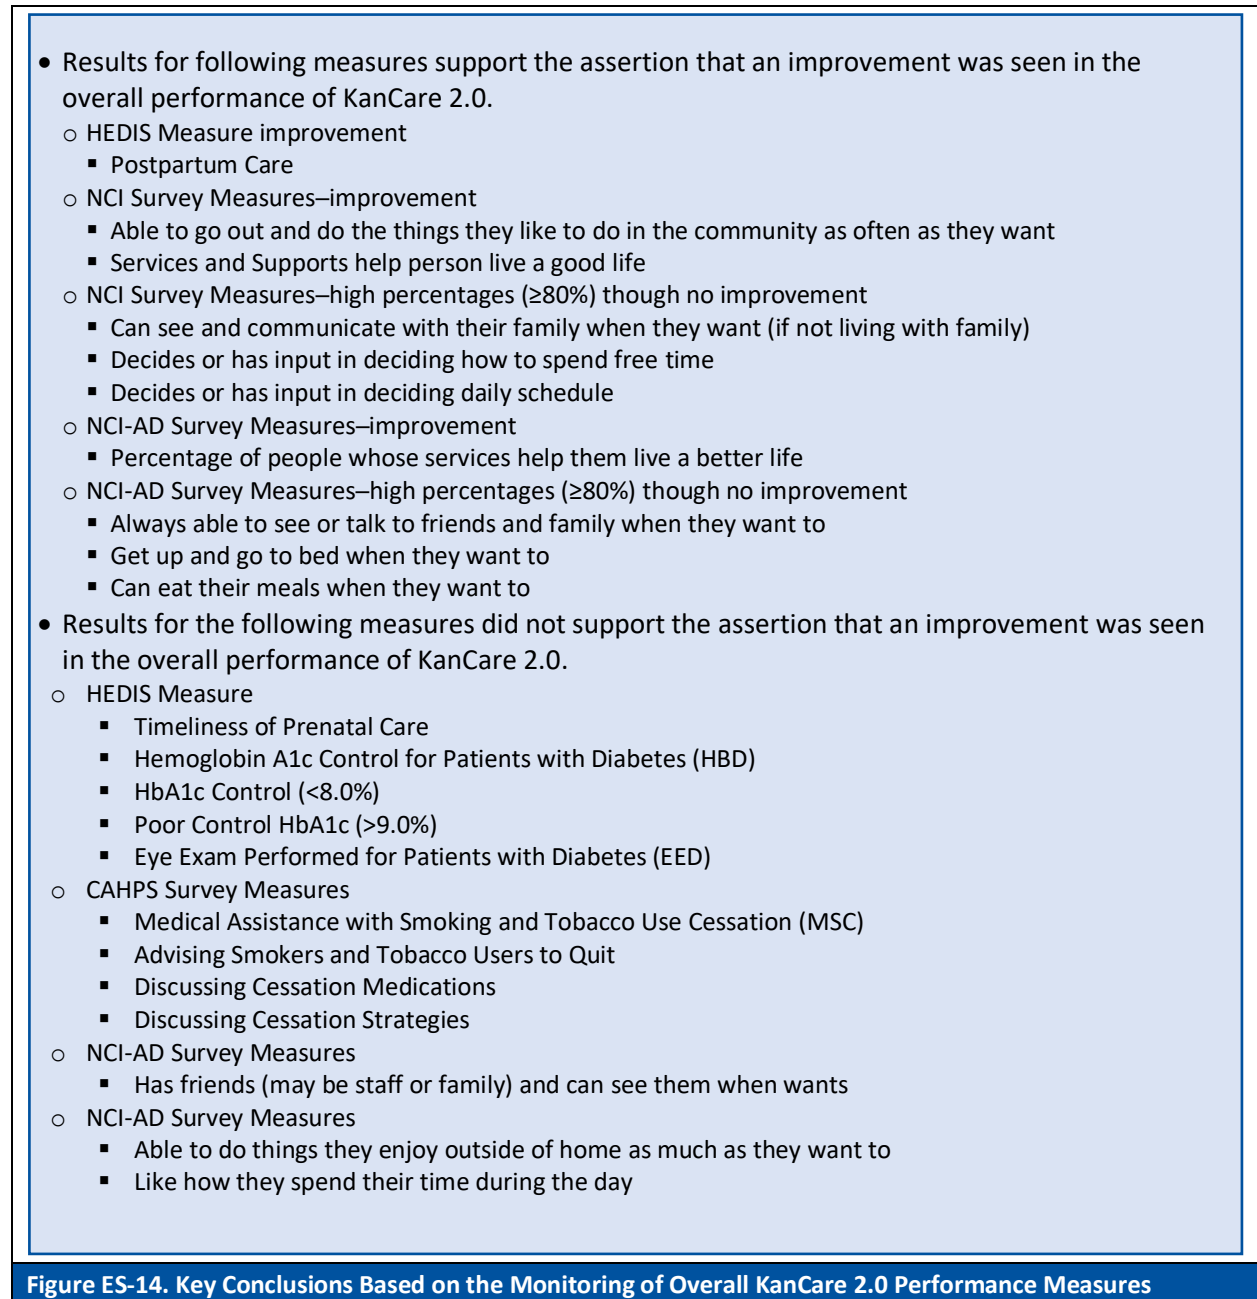 • Results for following measures support the assertion that an improvement was seen in the
overall performance of KanCare 2.0.
○ HEDIS Measure improvement
▪ Postpartum Care
○ NCI Survey Measures–improvement
▪ Able to go out and do the things they like to do in the community as often as they want
▪ Services and Supports help person live a good life
○ NCI Survey Measures–high percentages (≥80%) though no improvement
▪ Can see and communicate with their family when they want (if not living with family)
▪ Decides or has input in deciding how to spend free time
▪ Decides or has input in deciding daily schedule
○ NCI-AD Survey Measures–improvement
▪ Percentage of people whose services help them live a better life
○ NCI-AD Survey Measures–high percentages (≥80%) though no improvement
▪ Always able to see or talk to friends and family when they want to
▪ Get up and go to bed when they want to
▪ Can eat their meals when they want to
• Results for the following measures did not support the assertion that an improvement was seen
in the overall performance of KanCare 2.0.
○ HEDIS Measure
▪ Timeliness of Prenatal Care
▪ Hemoglobin A1c Control for Patients with Diabetes (HBD)
▪ HbA1c Control (<8.0%)
▪ Poor Control HbA1c (>9.0%)
▪ Eye Exam Performed for Patients with Diabetes (EED)
○ CAHPS Survey Measures
▪ Medical Assistance with Smoking and Tobacco Use Cessation (MSC)
▪ Advising Smokers and Tobacco Users to Quit
▪ Discussing Cessation Medications
▪ Discussing Cessation Strategies
○ NCI-AD Survey Measures
▪ Has friends (may be staff or family) and can see them when wants
○ NCI-AD Survey Measures
▪ Able to do things they enjoy outside of home as much as they want to
▪ Like how they spend their time during the day
Figure ES-14. Key Conclusions Based on the Monitoring of Overall KanCare 2.0 Performance Measures